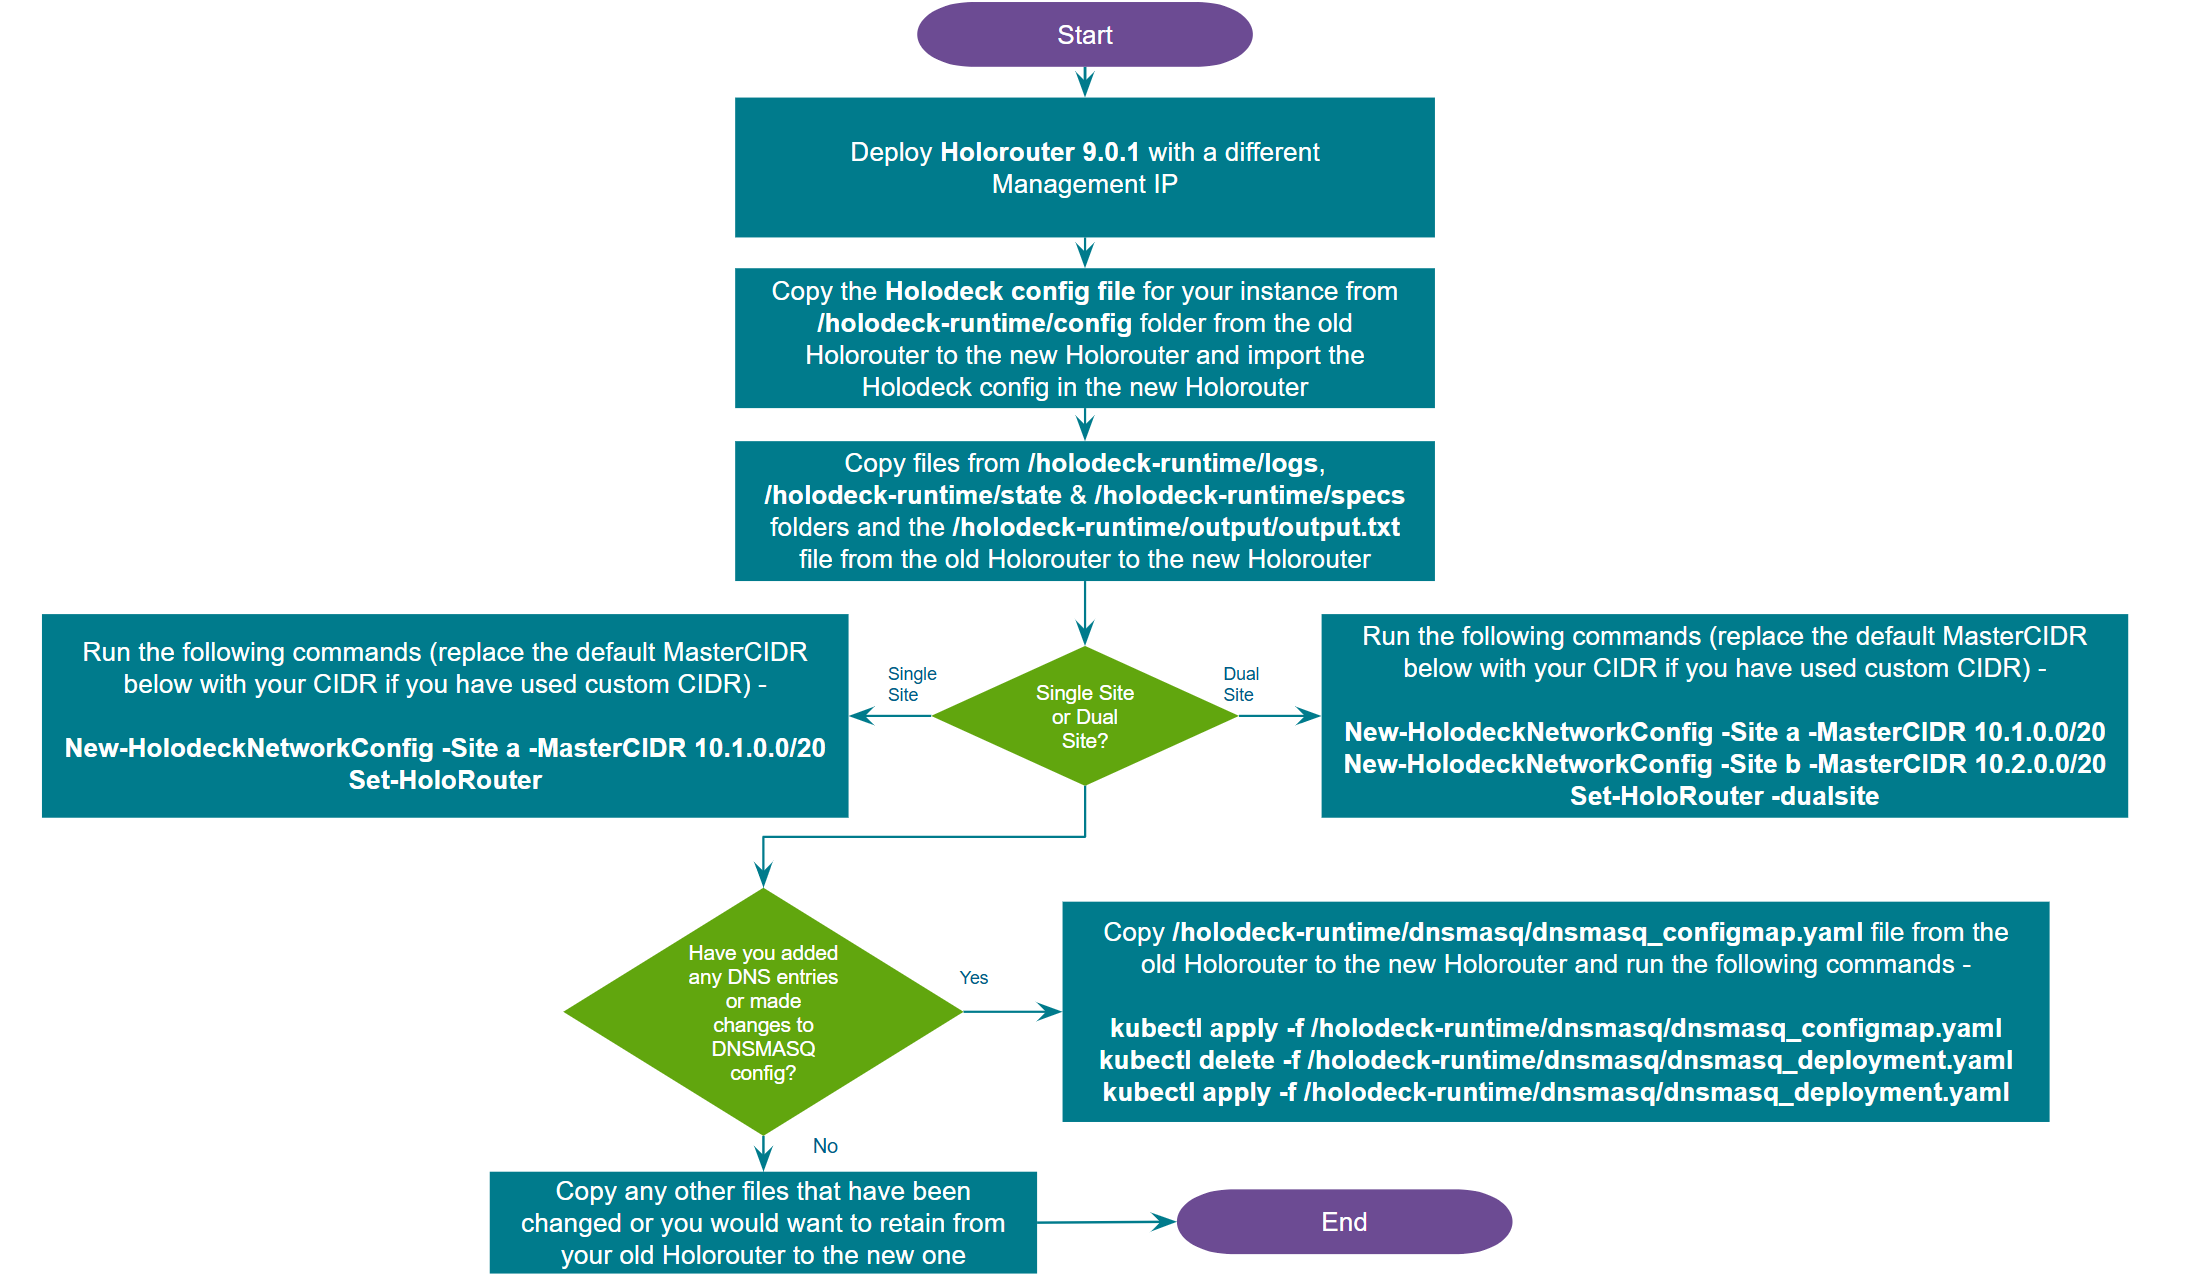 Start
Deploy Holorouter 9.0.1 with a different
Management IP
Copy the Holodeck config file for your instance from
/holodeck-runtime/config folder from the old
Holorouter to the new Holorouter and import the
Holodeck config in the new Holorouter
Copy files from /holodeck-runtime/logs,
/holodeck-runtime/state & /holodeck-runtime/specs
folders and the /holodeck-runtime/output/output.txt
file from the old Holorouter to the new Holorouter
Run the following commands (replace the default MasterCIDR
below with your CIDR if you have used custom CIDR) -
New-HolodeckNetworkConfig -Site a -MasterCIDR 10.1.0.0/20
Set-HoloRouter
Single
Site
Single Site
or Dual
Site?
Dual
Site
Run the following commands (replace the default MasterCIDR
below with your CIDR if you have used custom CIDR) -
New-HolodeckNetworkConfig -Site a -MasterCIDR 10.1.0.0/20
New-HolodeckNetworkConfig -Site b -MasterCIDR 10.2.0.0/20
Set-HoloRouter -dualsite
Have you added
any DNS entries
or made
changes to
DNSMASQ
config?
Yes
Copy /holodeck-runtime/dnsmasq/dnsmasq_configmap.yaml file from the
old Holorouter to the new Holorouter and run the following commands -
kubectl apply -f /holodeck-runtime/dnsmasq/dnsmasq_configmap.yaml
kubectl delete -f /holodeck-runtime/dnsmasq/dnsmasq_deployment.yaml
kubectl apply -f /holodeck-runtime/dnsmasq/dnsmasq_deployment.yaml
No
Copy any other files that have been
changed or you would want to retain from
your old Holorouter to the new one
End